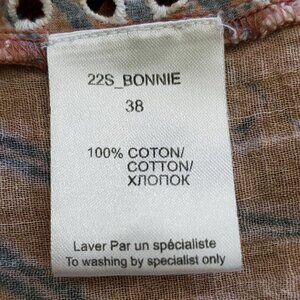 22S_BONNIE
38
100% COTON/
COTTON/
ХЛОПОК
Laver Par un spécialiste
To washing by specialist only